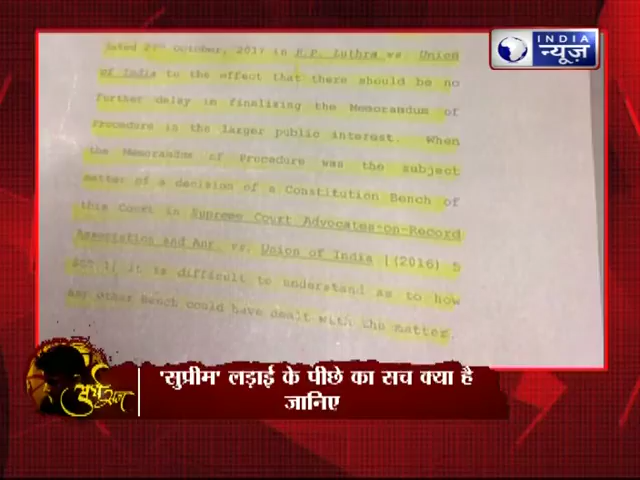 dated 27th October, 2017 in R.P. Luthra vs. Union
of India to the effect that there should be no
further delay in finalizing the Memorandum of
Procedure in the larger public interest. When
the Memorandum of Procedure was the subject
matter of a decision of a Constitution Bench of
this Court in Supreme Court Advocates-on-Record
Association and Anr. vs. Union of India [(2016) 5
SCC 1] it is difficult to understand as to how
any other Bench could have dealt with the matter.
INDIA
न्यूज़
'सुप्रीम' लड़ाई के पीछे का सच क्या है
जानिए